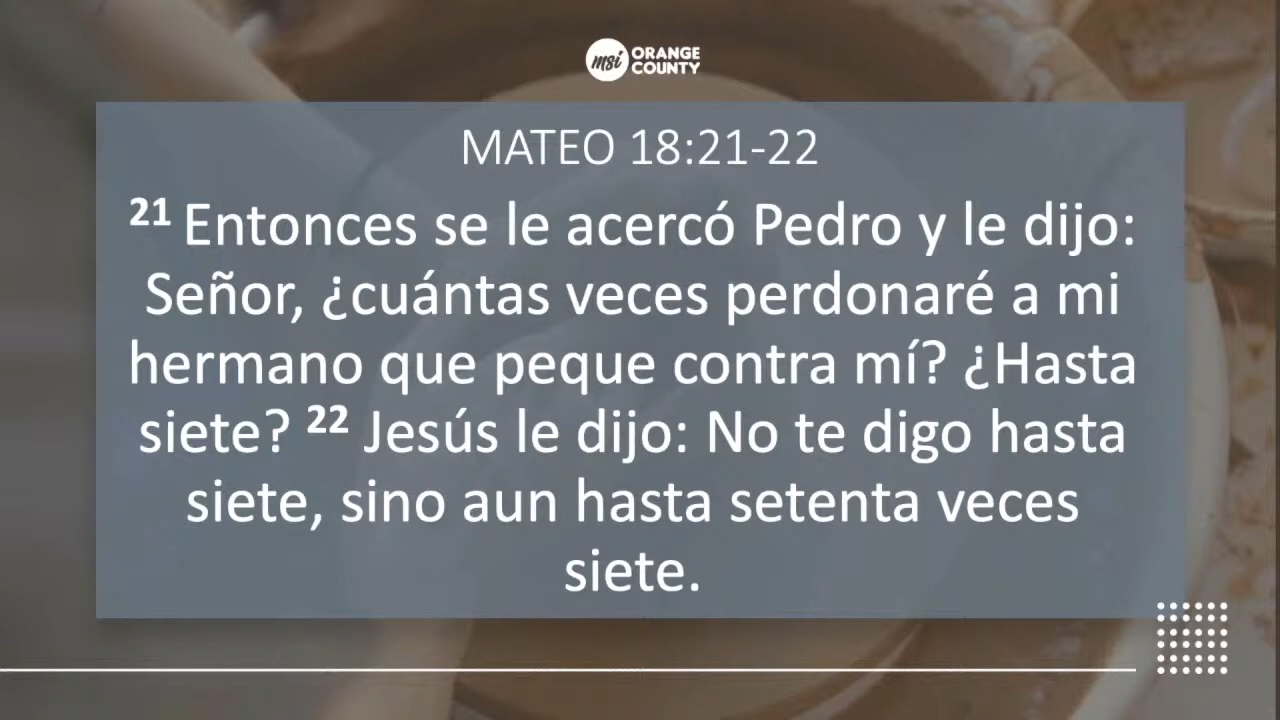 msi ORANGE
COUNTY
MATEO 18:21-22
21 Entonces se le acercó Pedro y le dijo:
Señor, ¿cuántas veces perdonaré a mi
hermano que peque contra mí? ¿Hasta
siete? 22 Jesús le dijo: No te digo hasta
siete, sino aun hasta setenta veces
siete.